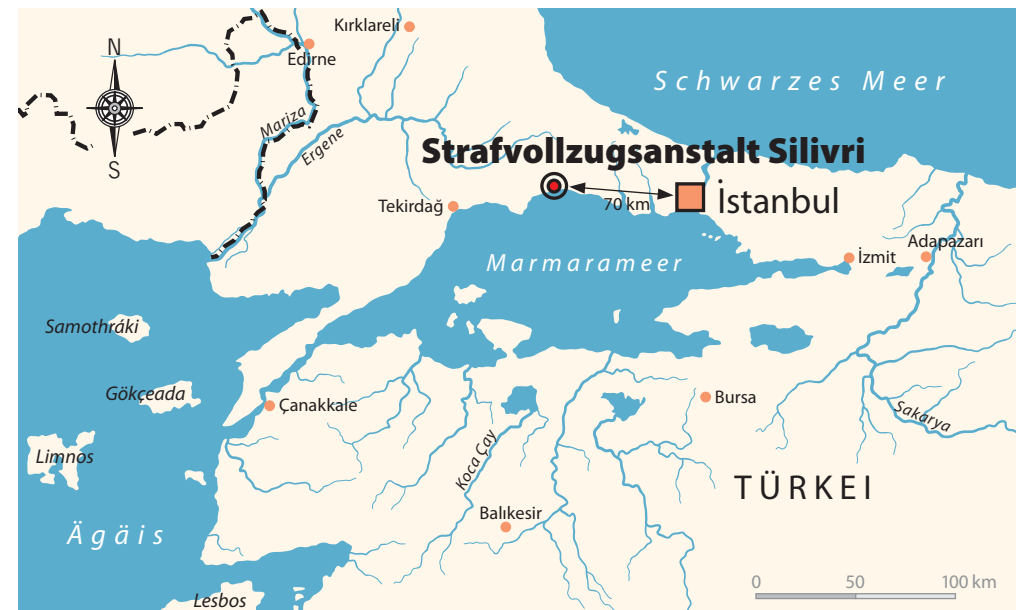 Kırklareli
N
Edirne
Schwarzes Meer
Mariza
Ergene
S
Strafvollzugsanstalt Silivri
70 km
İstanbul
Tekirdağ
Adapazarı
İzmit
Marmarameer
Samothráki
Gökçeada
Çanakkale
Bursa
Sakarya
Limnos
Koca Çay
TÜRKEI
Balıkesir
Ägäis
0 50 100 km
Lesbos